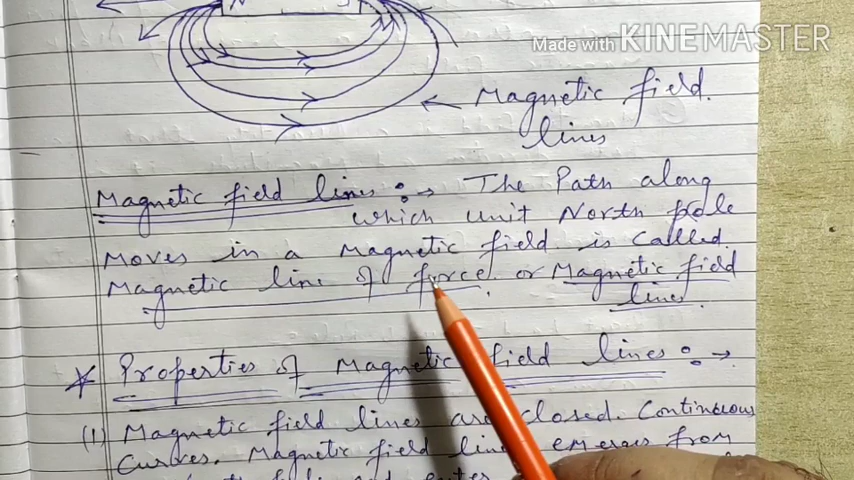 N S
Made with KINEMASTER
Magnetic field
lines
Magnetic field lines :→ The Path along
which unit North pole
Moves in a Magnetic field is called.
Magnetic line of force. or Magnetic field
lines.
* Properties of Magnetic field lines :→
(1) Magnetic field lines are closed. Continuous
Curves. Magnetic field lines emerges from
and enter